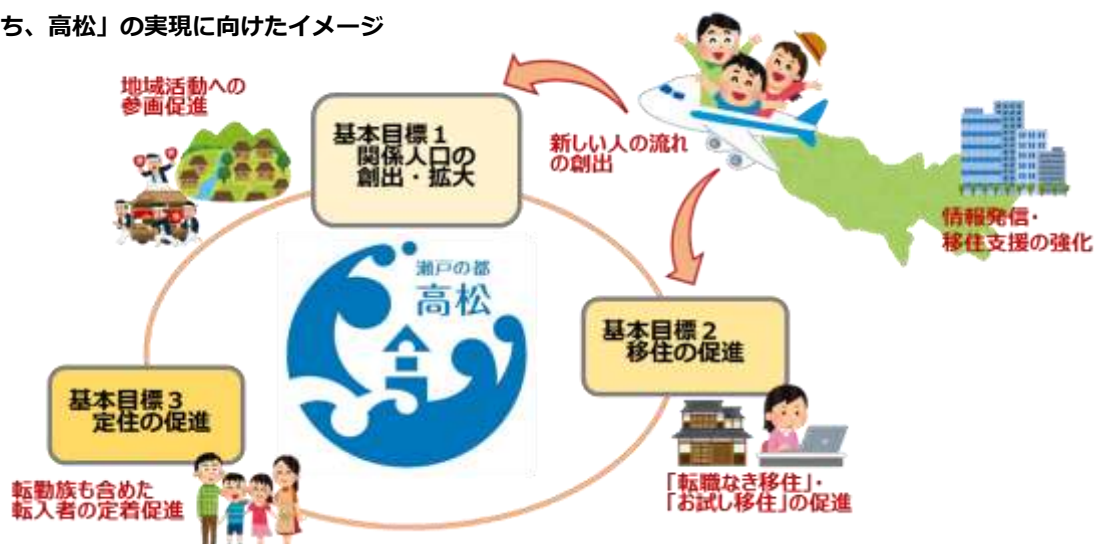 ち、高松」の実現に向けたイメージ
地域活動への
参画促進
基本目標１
関係人口の
創出・拡大
新しい人の流れ
の創出
情報発信・
移住支援の強化
瀬戸の都
高松
基本目標２
移住の促進
基本目標３
定住の促進
「転職なき移住」・
「お試し移住」の促進
転勤族も含めた
転入者の定着促進